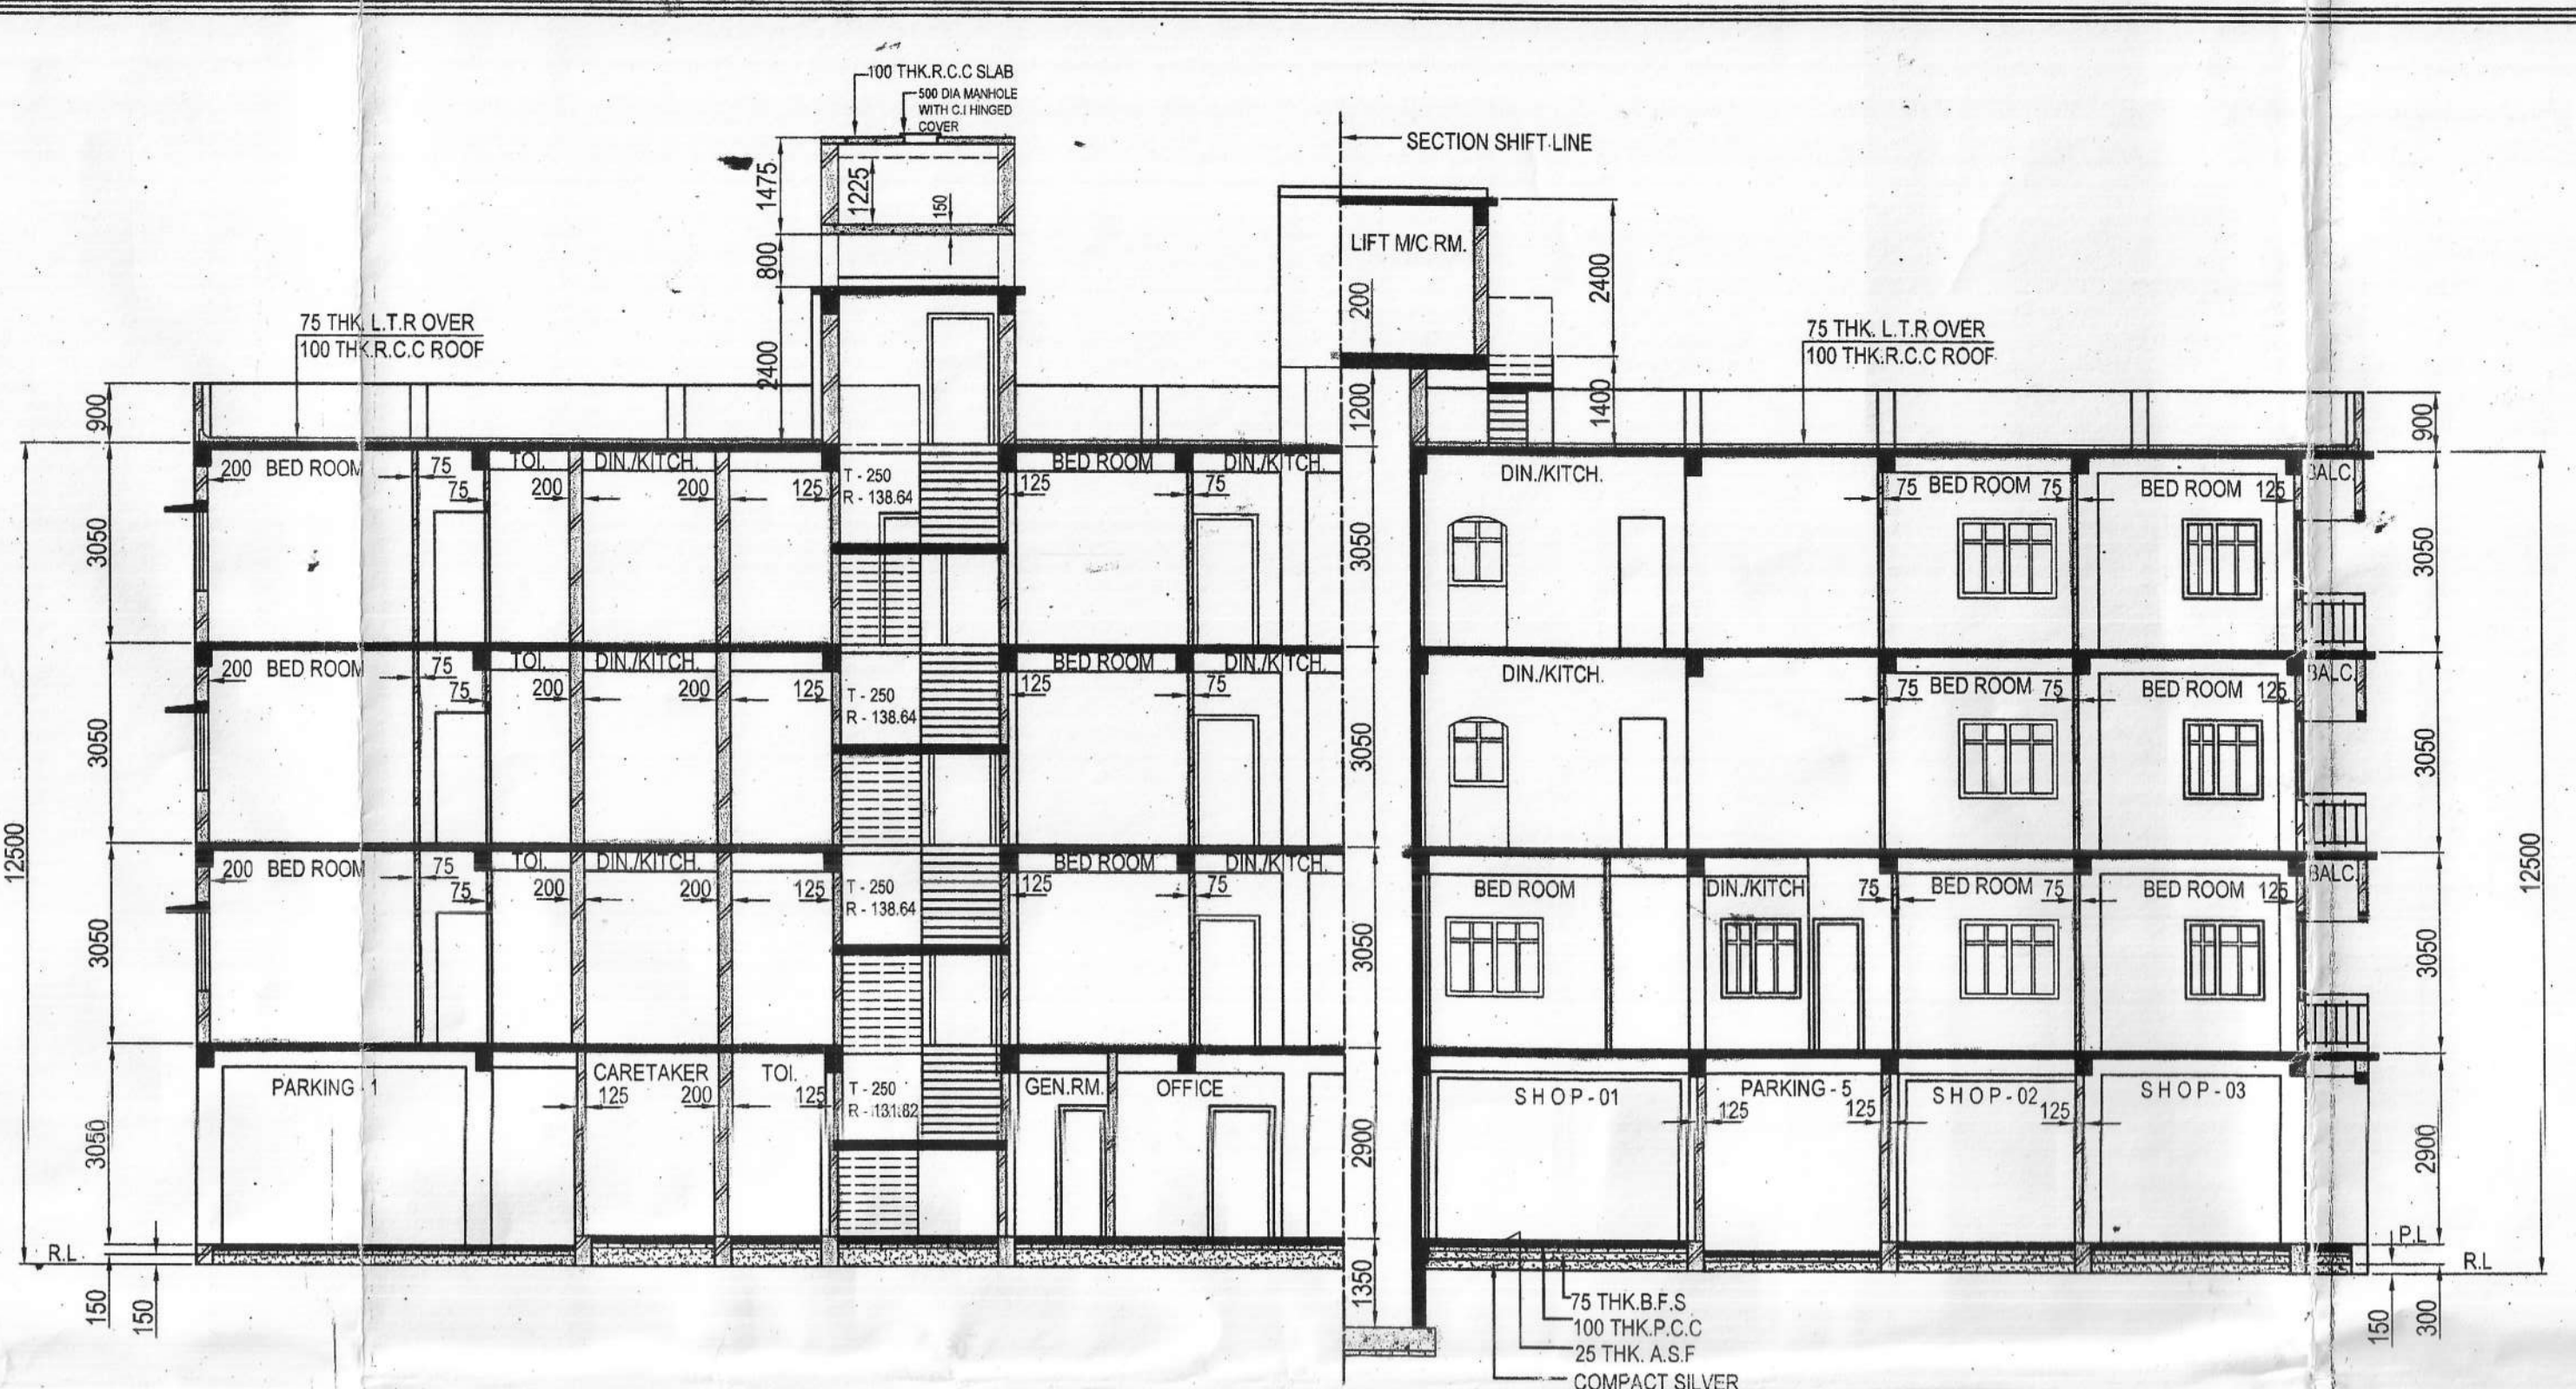 100 THK.R.C.C SLAB
500 DIA MANHOLE
WITH C.I HINGED
COVER
SECTION SHIFT LINE
1475
1225
150
800
2400
LIFT M/C RM.
200
2400
1200
1400
75 THK. L.T.R OVER
100 THK.R.C.C ROOF
75 THK. L.T.R OVER
100 THK.R.C.C ROOF
900
900
200 BED ROOM 75 TOI. DIN./KITCH. T - 250 BED ROOM DIN./KITCH. DIN./KITCH. 75 BED ROOM 75 BED ROOM 125 BALC.
75 200 200 125 R - 138.64 125 75
3050 3050 3050
200 BED ROOM 75 TOI. DIN./KITCH. T - 250 BED ROOM DIN./KITCH. DIN./KITCH. 75 BED ROOM 75 BED ROOM 125 BALC.
75 200 200 125 R - 138.64 125 75
3050 3050 3050
12500 12500
200 BED ROOM 75 TOI. DIN./KITCH. T - 250 BED ROOM DIN./KITCH. BED ROOM DIN./KITCH 75 BED ROOM 75 BED ROOM 125 BALC.
75 200 200 125 R - 138.64 125 75
3050 3050 3050
PARKING - 1 CARETAKER TOI. T - 250 GEN.RM. OFFICE SHOP-01 PARKING - 5 SHOP-02 SHOP-03
125 200 125 R - 131.82 125 125 125
3050 2900 2900
R.L P.L
R.L
150 150 1350 150 300
75 THK.B.F.S
100 THK.P.C.C
25 THK. A.S.F
COMPACT SILVER